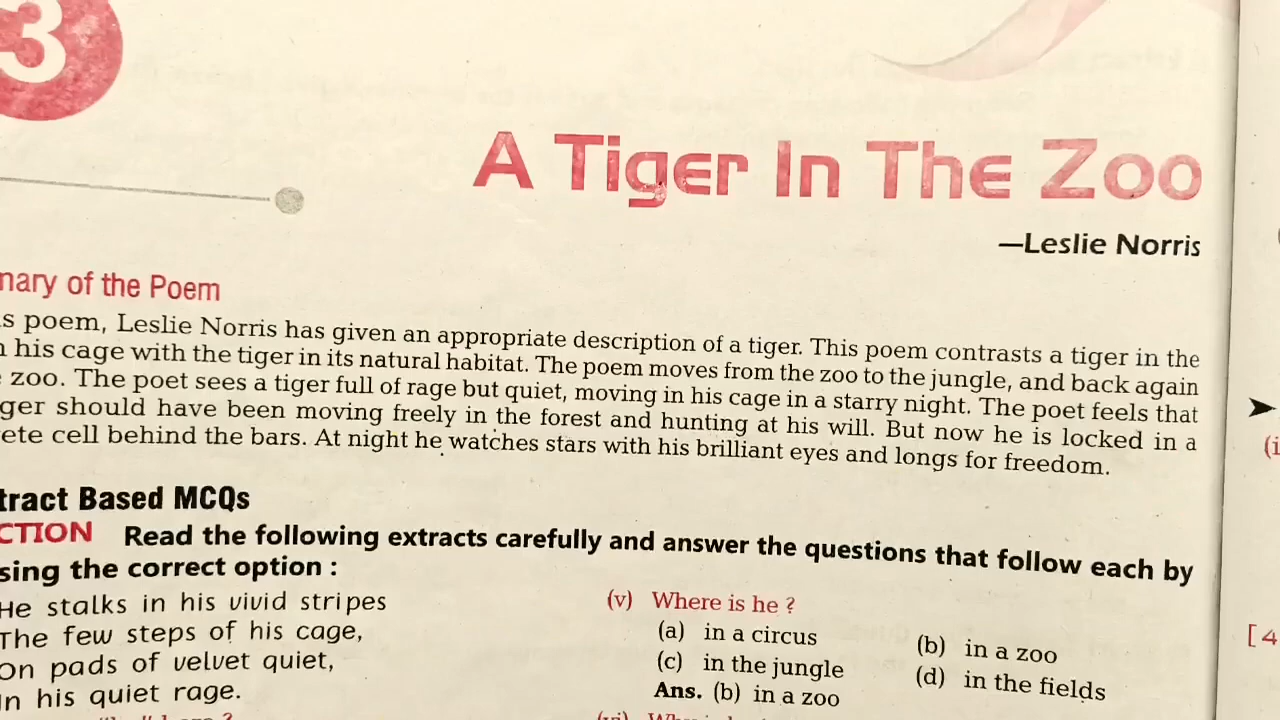 3
A Tiger In The Zoo
—Leslie Norris
of the Poem
poem, Leslie Norris has given an appropriate description of a tiger. This poem contrasts a tiger in the
his cage with the tiger in its natural habitat. The poem moves from the zoo to the jungle, and back again
zoo. The poet sees a tiger full of rage but quiet, moving in his cage in a starry night. The poet feels that
should have been moving freely in the forest and hunting at his will. But now he is locked in a
cell behind the bars. At night he watches stars with his brilliant eyes and longs for freedom.
Based MCQs
Read the following extracts carefully and answer the questions that follow each by
the correct option :
He stalks in his vivid stripes
The few steps of his cage,
On pads of velvet quiet,
In his quiet rage.
(v) Where is he ?
(a) in a circus
(b) in a zoo
(c) in the jungle
(d) in the fields
Ans. (b) in a zoo